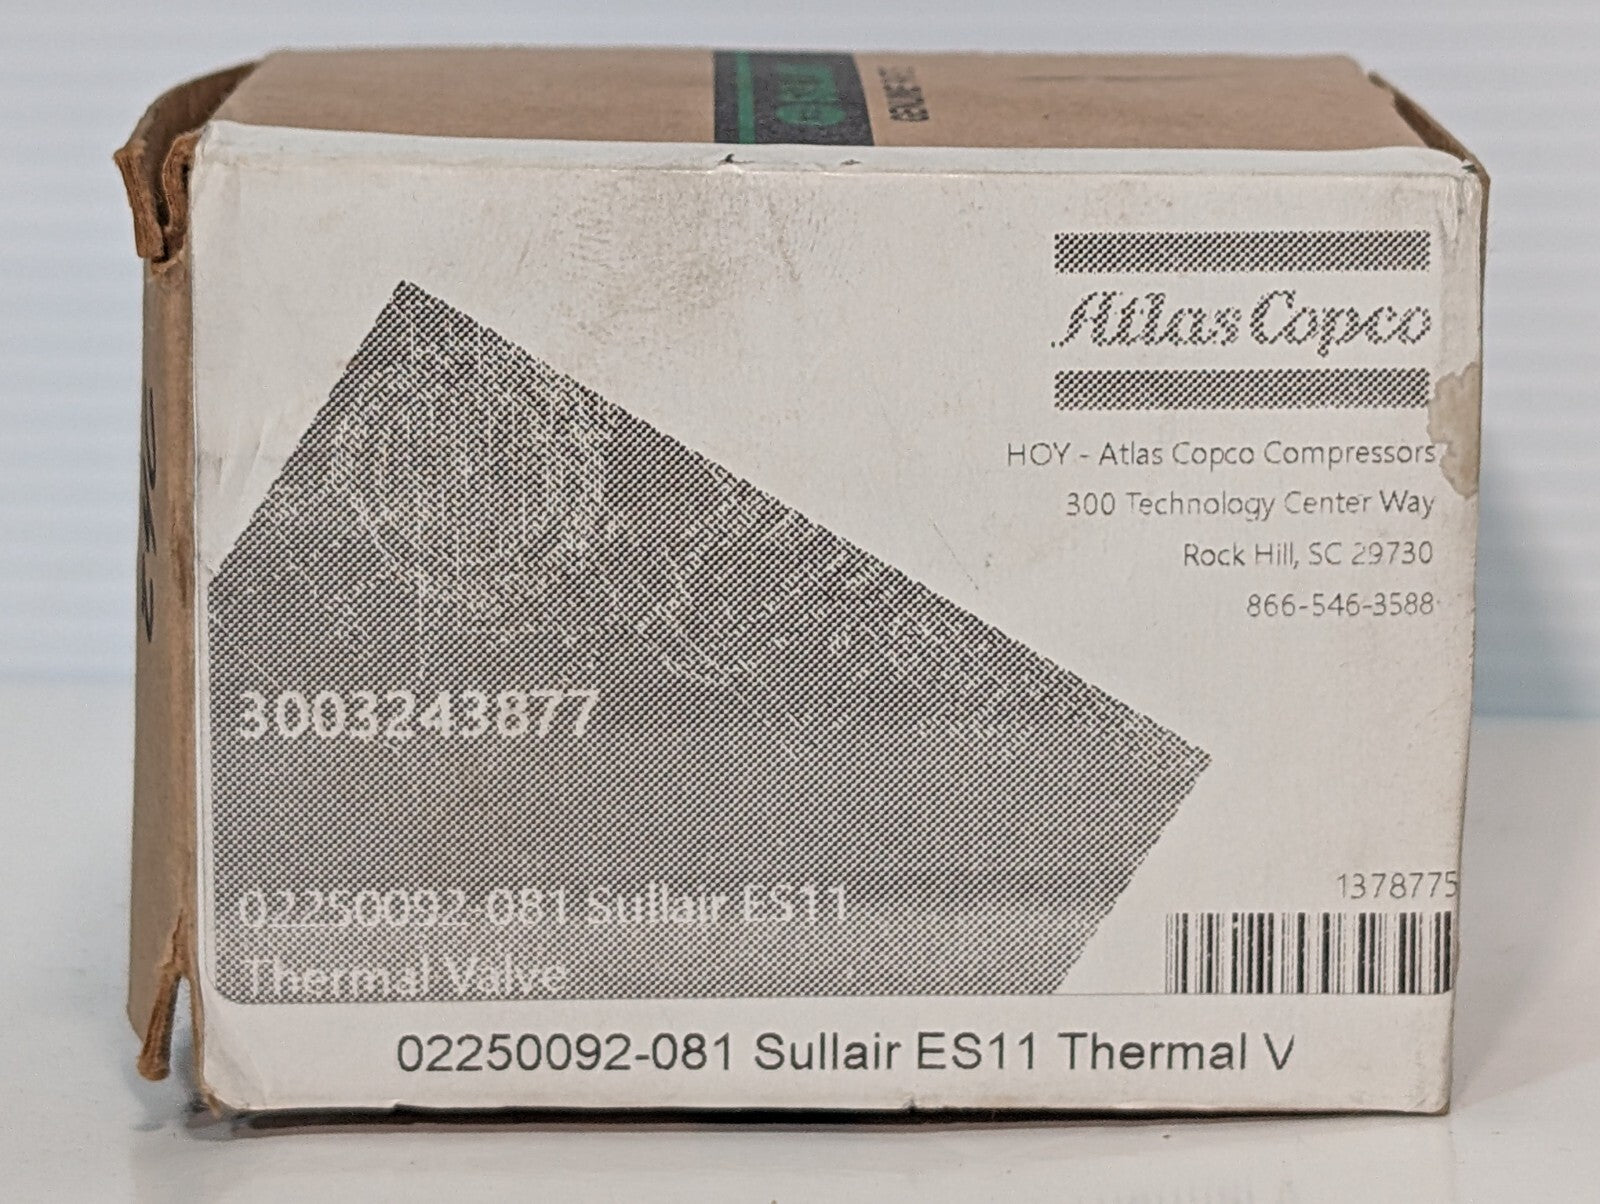 Atlas Copco
HOY - Atlas Copco Compressors
300 Technology Center Way
Rock Hill, SC 29730
866-546-3588
3003243877
02250092-081 Sullair ES11
Thermal Valve
1378775
02250092-081 Sullair ES11 Thermal V